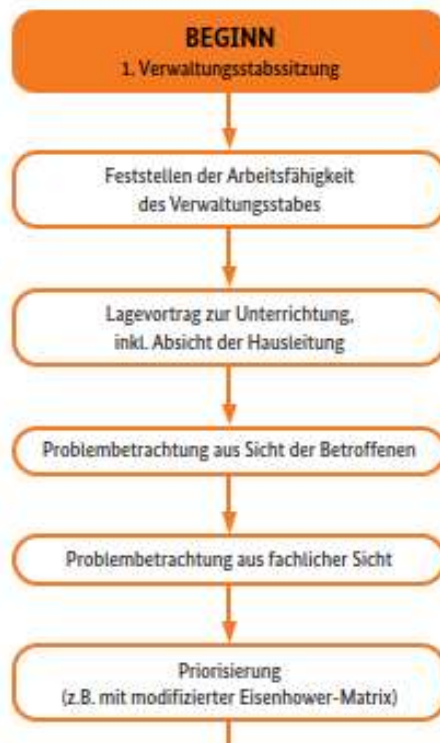 BEGINN
1. Verwaltungsstabssitzung
Feststellen der Arbeitsfähigkeit
des Verwaltungsstabes
Lagevortrag zur Unterrichtung,
inkl. Absicht der Hausleitung
Problembetrachtung aus Sicht der Betroffenen
Problembetrachtung aus fachlicher Sicht
Priorisierung
(z.B. mit modifizierter Eisenhower-Matrix)